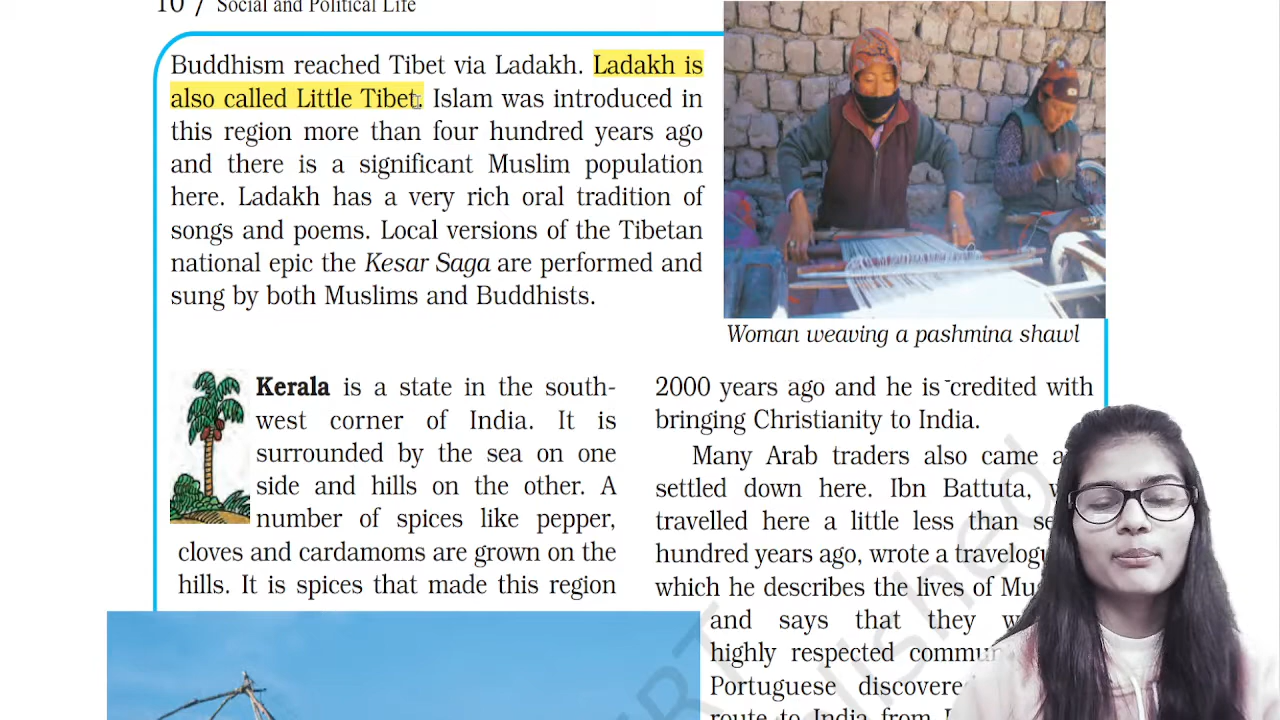 10 / Social and Political Life
Buddhism reached Tibet via Ladakh. Ladakh is
also called Little Tibet. Islam was introduced in
this region more than four hundred years ago
and there is a significant Muslim population
here. Ladakh has a very rich oral tradition of
songs and poems. Local versions of the Tibetan
national epic the Kesar Saga are performed and
sung by both Muslims and Buddhists.
Woman weaving a pashmina shawl
Kerala is a state in the south-
west corner of India. It is
surrounded by the sea on one
side and hills on the other. A
number of spices like pepper,
cloves and cardamoms are grown on the
hills. It is spices that made this region
2000 years ago and he is credited with
bringing Christianity to India.
Many Arab traders also came
settled down here. Ibn Battuta,
travelled here a little less than
hundred years ago, wrote a
which he describes the lives of
and says that they
highly respected
Portuguese
route to India from